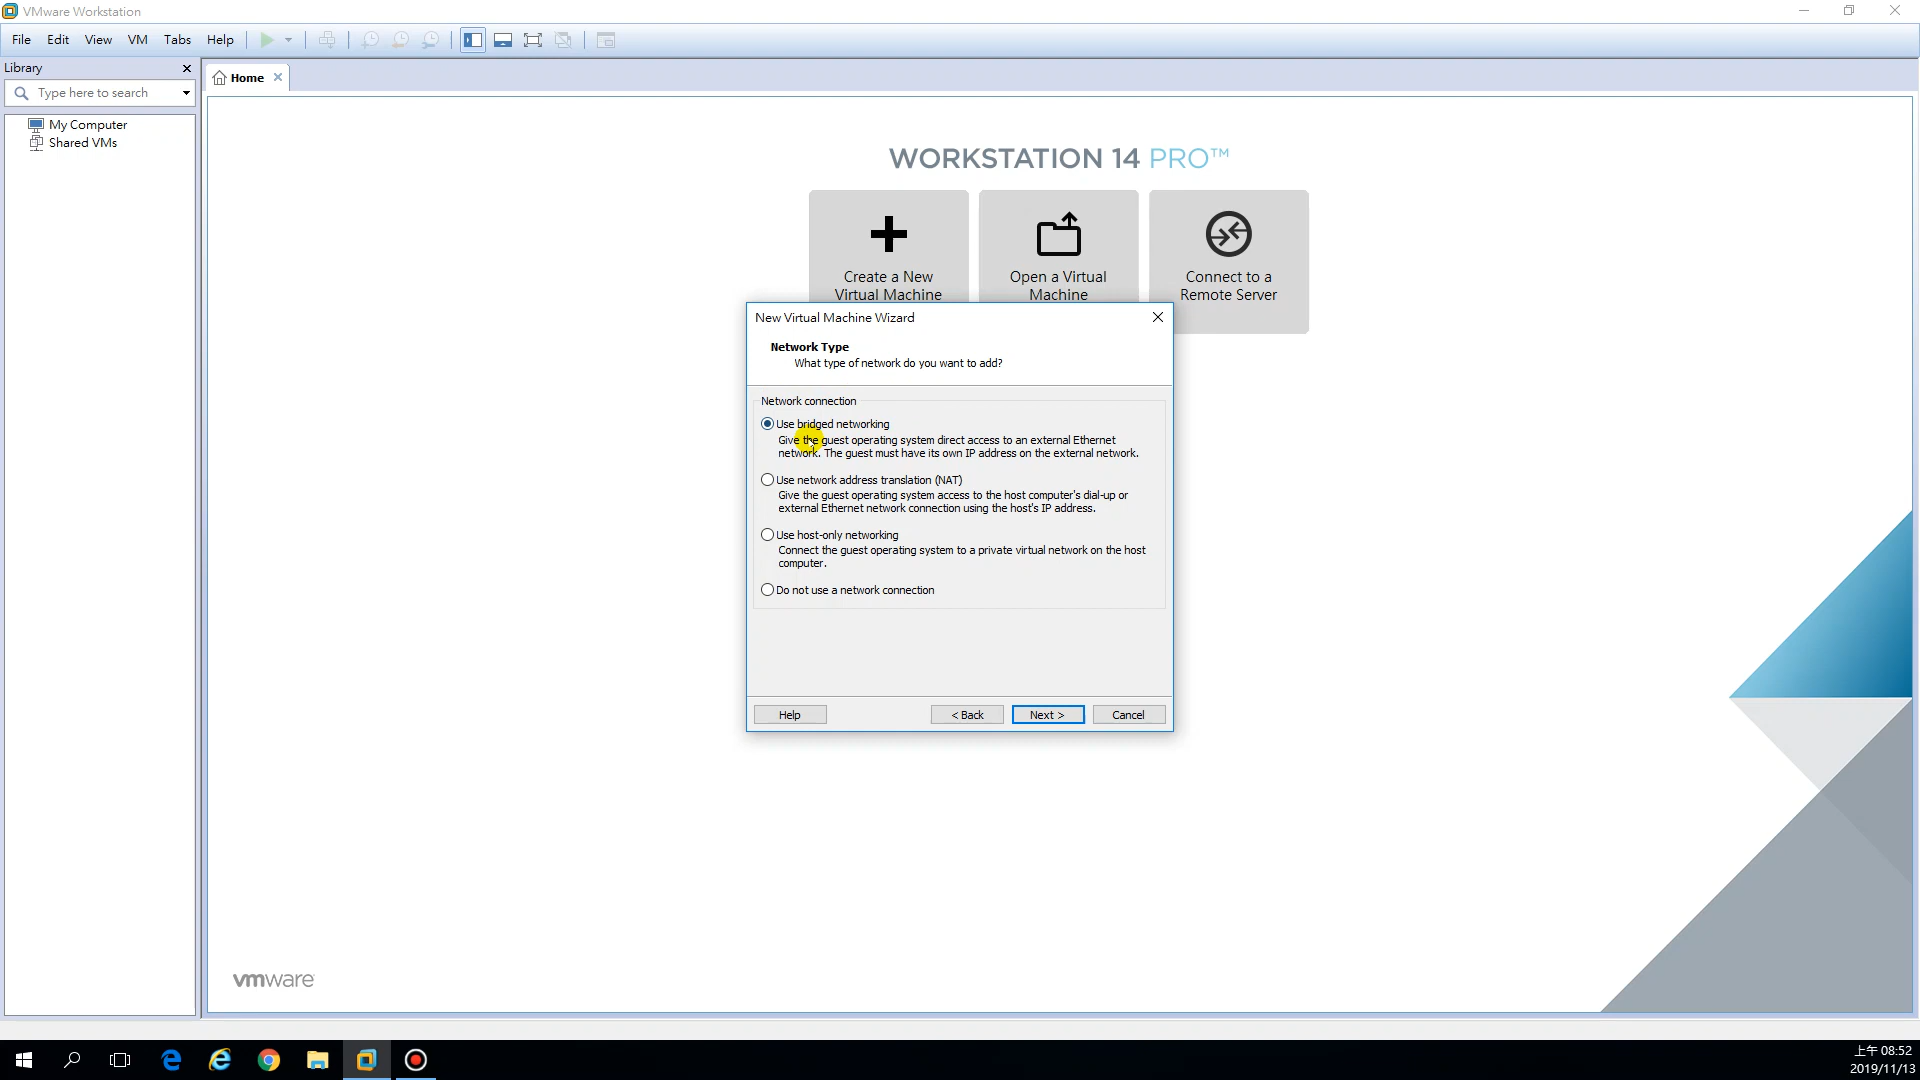 VMware Workstation
File Edit View VM Tabs Help
Library
Home
Type here to search
My Computer
Shared VMs
WORKSTATION 14 PRO™
Create a New
Virtual Machine
Open a Virtual
Machine
Connect to a
Remote Server
New Virtual Machine Wizard
Network Type
What type of network do you want to add?
Network connection
Use bridged networking
Give the guest operating system direct access to an external Ethernet
network. The guest must have its own IP address on the external network.
Use network address translation (NAT)
Give the guest operating system access to the host computer's dial-up or
external Ethernet network connection using the host's IP address.
Use host-only networking
Connect the guest operating system to a private virtual network on the host
computer.
Do not use a network connection
Help
< Back
Next >
Cancel
vmware
上午 08:52
2019/11/13